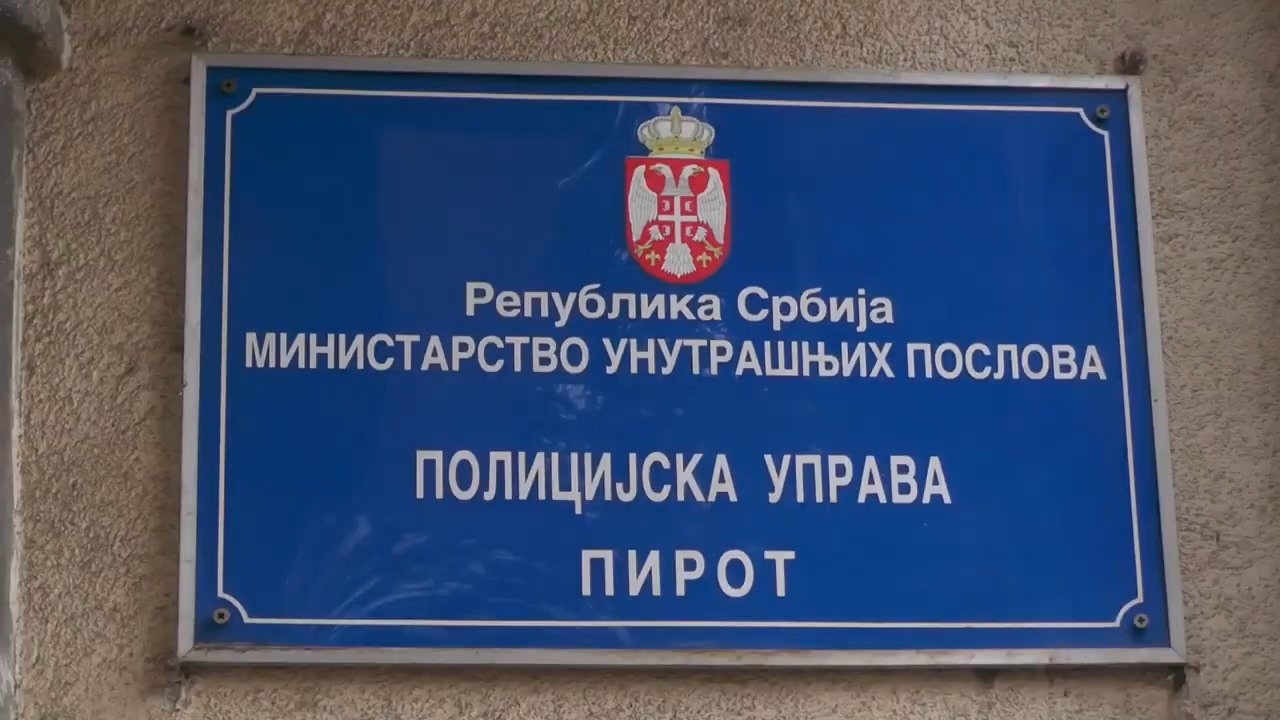 Република Србија
МИНИСТАРСТВО УНУТРАШЊИХ ПОСЛОВА
ПОЛИЦИЈСКА УПРАВА
ПИРОТ